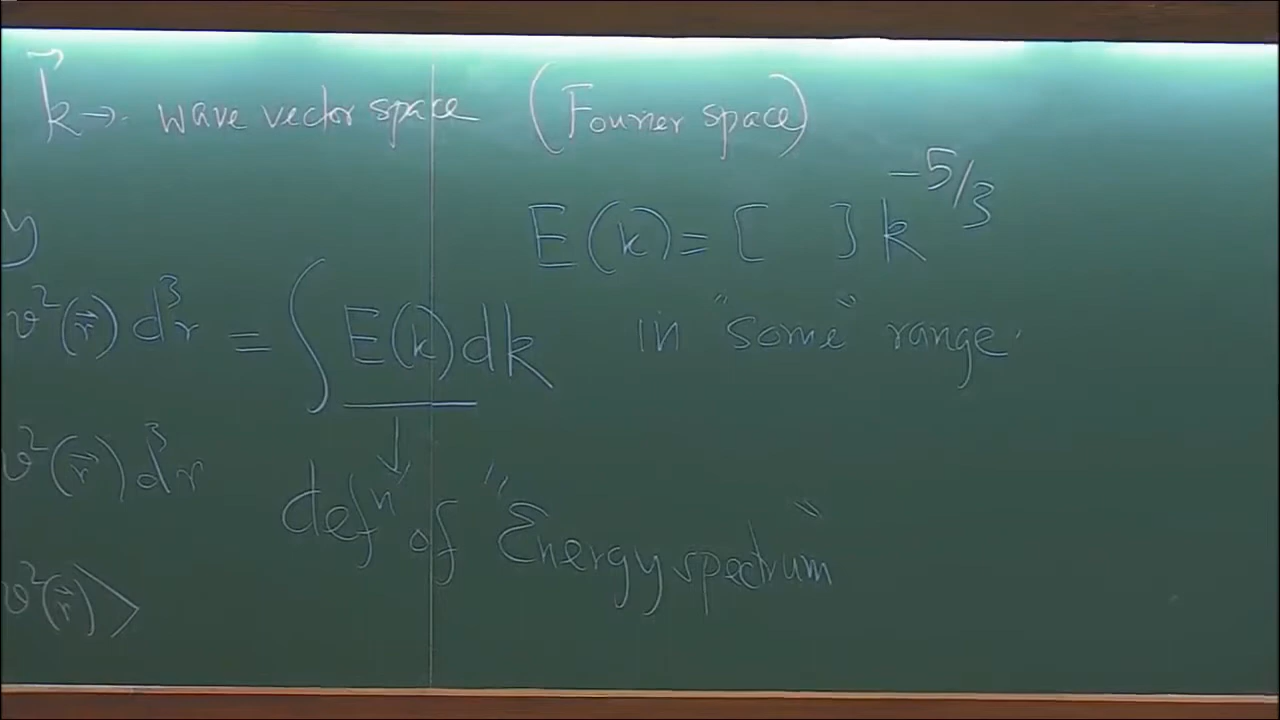 k⃗ → wave vector space (Fourier space)
E(k) = [ ] k^{-5/3}
y
v²(r⃗) d³r = ∫ E(k) dk in "some" range.
v²(r⃗) d³r
↓
defⁿ of "Energy spectrum"
v²(r⃗)>